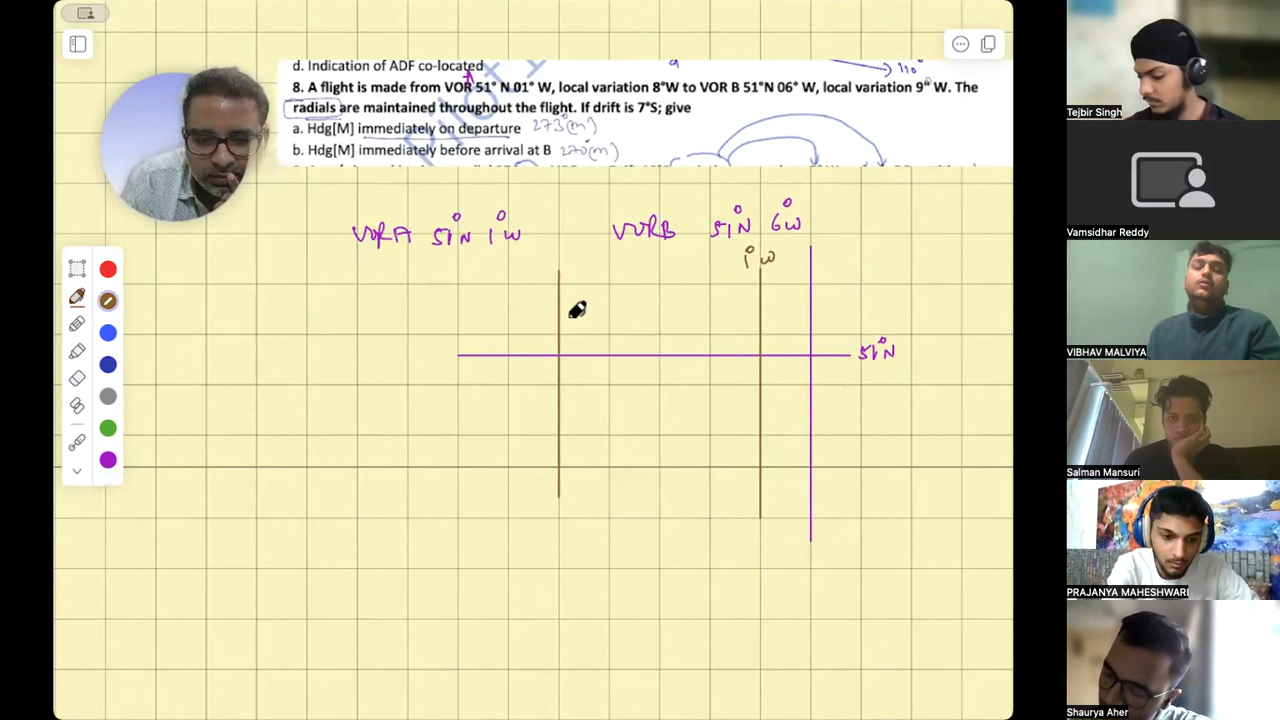 d. Indication of ADF co-located
110°
8. A flight is made from VOR 51° N 01° W, local variation 8°W to VOR B 51°N 06° W, local variation 9° W. The
radials are maintained throughout the flight. If drift is 7°S; give
a. Hdg[M] immediately on departure 273°(m)
b. Hdg[M] immediately before arrival at B 270°(m)
Pilot
VOR A 51°N 1°W VOR B 51°N 6°W
1°W
51°N
Tejbir Singh
Vamsidhar Reddy
VIBHAV MALVIYA
Salman Mansuri
PRAJANYA MAHESHWARI
Shaurya Aher